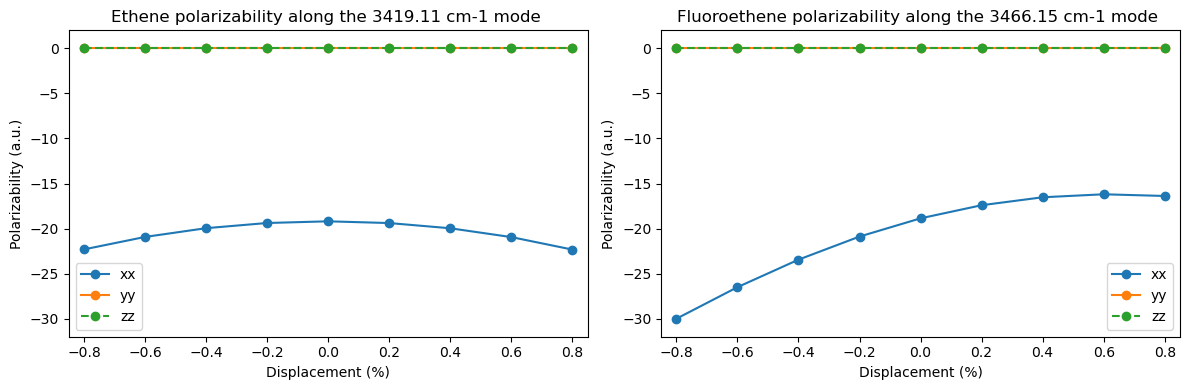 Ethene polarizability along the 3419.11 cm-1 mode
Polarizability (a.u.)
0
−5
−10
−15
−20
−25
−30
xx
yy
zz
−0.8 −0.6 −0.4 −0.2 0.0 0.2 0.4 0.6 0.8
Displacement (%)
Fluoroethene polarizability along the 3466.15 cm-1 mode
Polarizability (a.u.)
0
−5
−10
−15
−20
−25
−30
xx
yy
zz
−0.8 −0.6 −0.4 −0.2 0.0 0.2 0.4 0.6 0.8
Displacement (%)